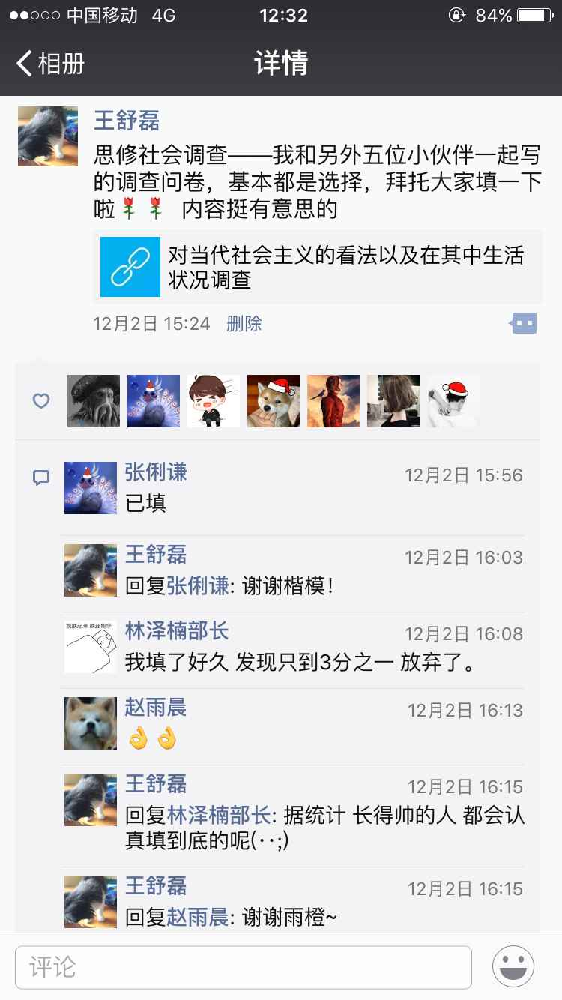 中国移动 4G 12:32 84%
相册 详情
王舒磊
思修社会调查——我和另外五位小伙伴一起写
的调查问卷，基本都是选择，拜托大家填一下
啦🌹🌹 内容挺有意思的
对当代社会主义的看法以及在其中生活
状况调查
12月2日 15:24 删除
张俐谦 12月2日 15:56
已填
王舒磊 12月2日 16:03
回复张俐谦: 谢谢楷模！
林泽楠部长 12月2日 16:08
我填了好久 发现只到3分之一 放弃了。
赵雨晨 12月2日 16:13
👌👌
王舒磊 12月2日 16:15
回复林泽楠部长: 据统计 长得帅的人 都会认
真填到底的呢(··;)
王舒磊 12月2日 16:15
回复赵雨晨: 谢谢雨橙~
评论